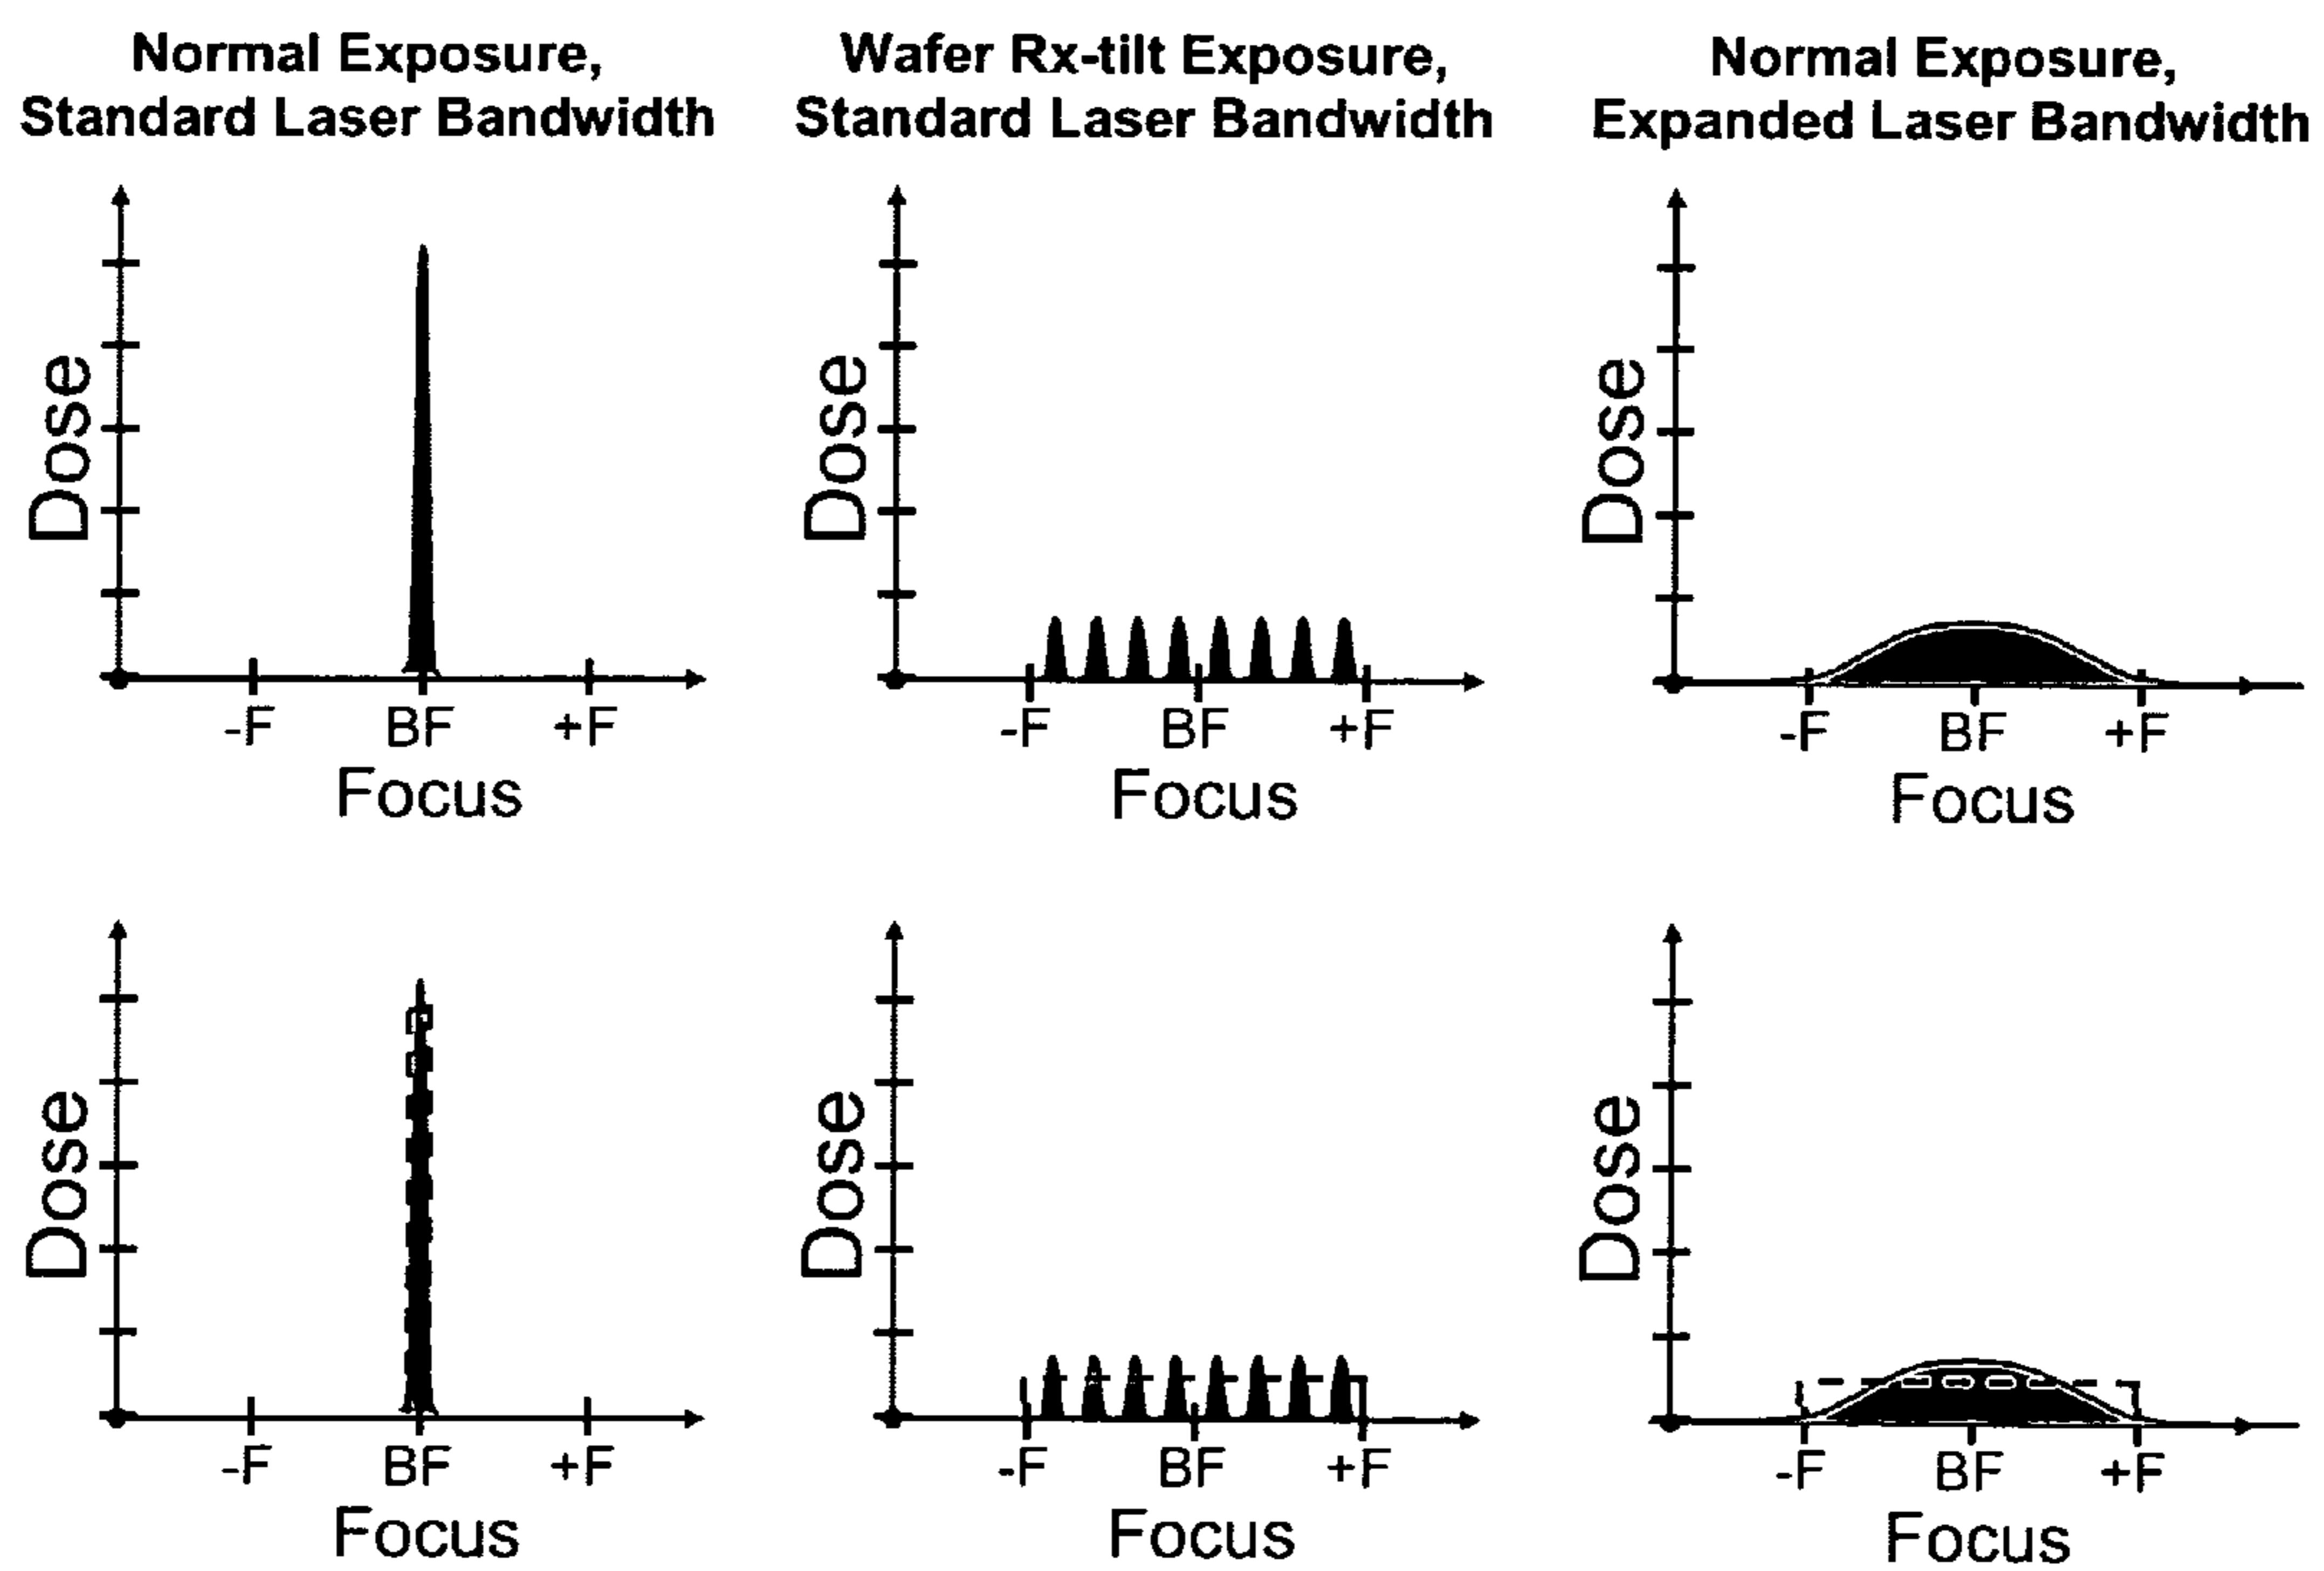 Normal Exposure,
Standard Laser Bandwidth
Wafer Rx-tilt Exposure,
Standard Laser Bandwidth
Normal Exposure,
Expanded Laser Bandwidth
Dose
-F
BF
+F
Focus
Dose
-F
BF
+F
Focus
Dose
-F
BF
+F
Focus
Dose
-F
BF
+F
Focus
Dose
-F
BF
+F
Focus
Dose
-F
BF
+F
Focus